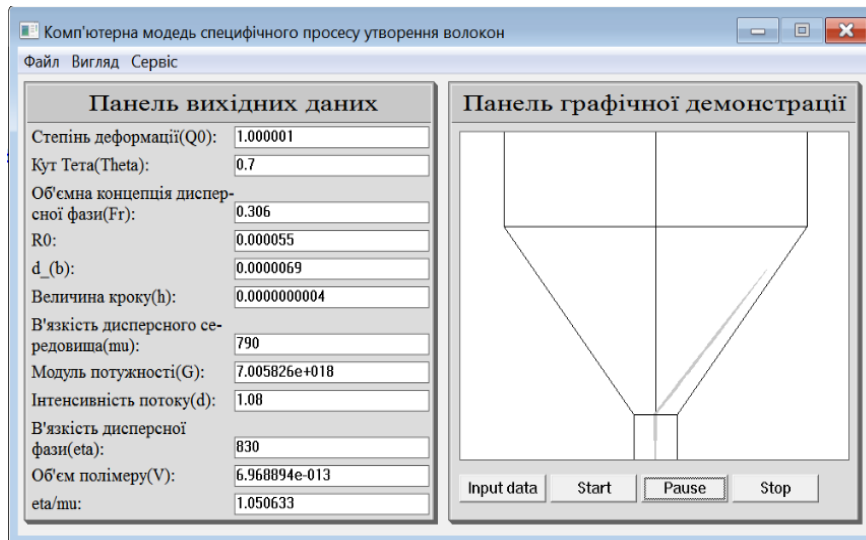 Комп'ютерна модедь специфічного просесу утворення волокон
Файл Вигляд Сервіс
Панель вихідних даних
Степінь деформації(Q0): 1.000001
Кут Тета(Theta): 0.7
Об'ємна концепція диспер-
сної фази(Fr): 0.306
R0: 0.000055
d_(b): 0.0000069
Величина кроку(h): 0.0000000004
В'язкість дисперсного се-
редовища(mu): 790
Модуль потужності(G): 7.005826e+018
Інтенсивність потоку(d): 1.08
В'язкість дисперсної
фази(eta): 830
Об'єм полімеру(V): 6.968894e-013
eta/mu: 1.050633
Панель графічної демонстрації
Input data Start Pause Stop